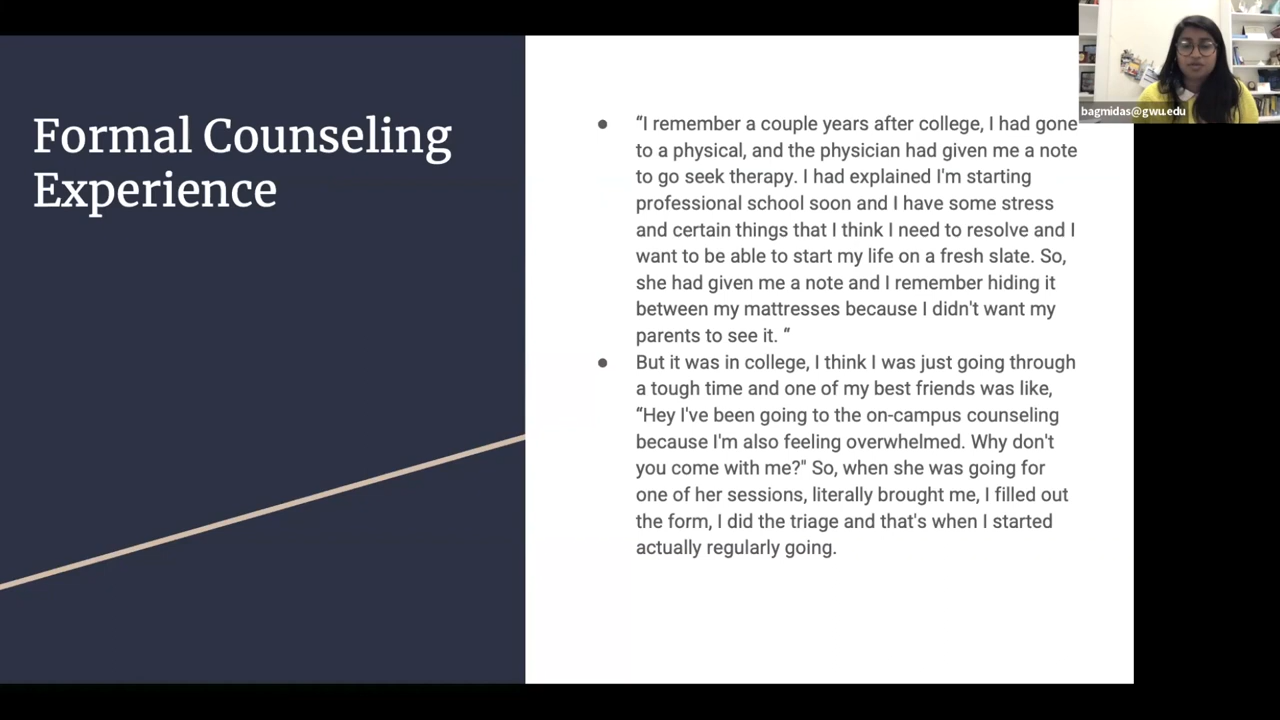 Formal Counseling
Experience
● “I remember a couple years after college, I had gone
to a physical, and the physician had given me a note
to go seek therapy. I had explained I'm starting
professional school soon and I have some stress
and certain things that I think I need to resolve and I
want to be able to start my life on a fresh slate. So,
she had given me a note and I remember hiding it
between my mattresses because I didn't want my
parents to see it. “
● But it was in college, I think I was just going through
a tough time and one of my best friends was like,
“Hey I've been going to the on-campus counseling
because I'm also feeling overwhelmed. Why don't
you come with me?" So, when she was going for
one of her sessions, literally brought me, I filled out
the form, I did the triage and that's when I started
actually regularly going.
bagmidas@gwu.edu